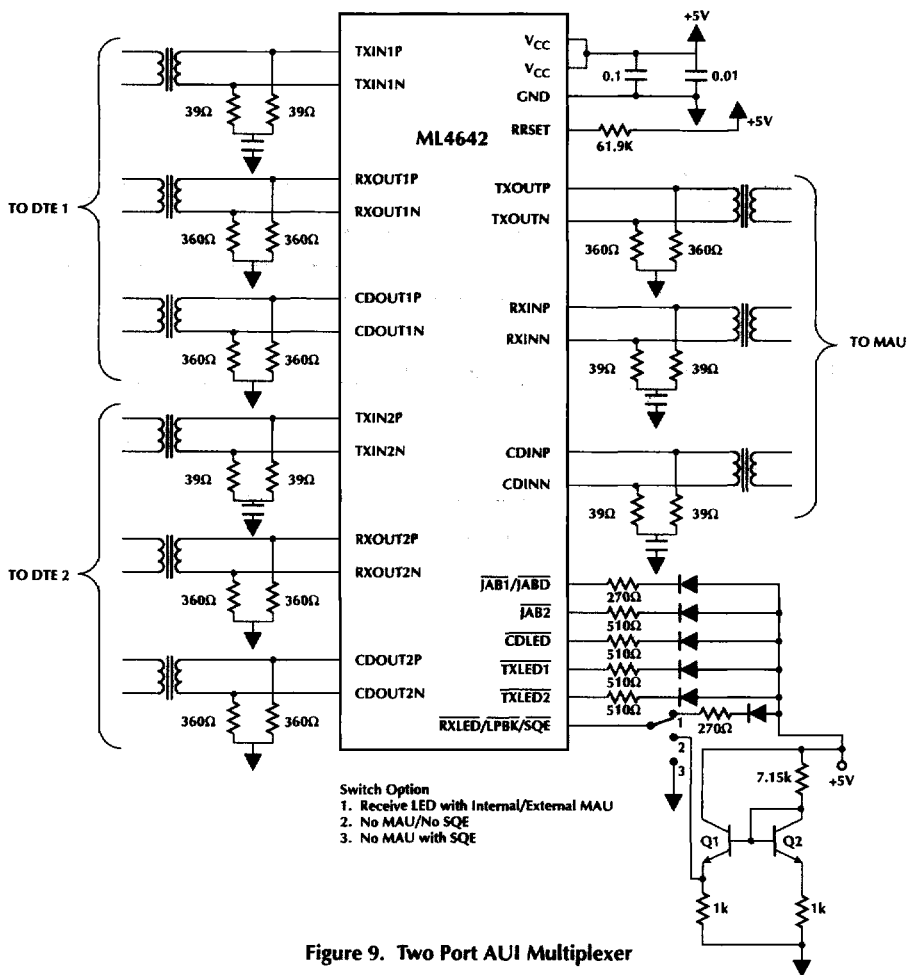 +5V
VCC
VCC
GND
0.1
0.01
+5V
RRSET
61.9K
ML4642
TO DTE 1
TXIN1P
TXIN1N
39Ω
39Ω
RXOUT1P
RXOUT1N
360Ω
360Ω
CDOUT1P
CDOUT1N
360Ω
360Ω
TO DTE 2
TXIN2P
TXIN2N
39Ω
39Ω
RXOUT2P
RXOUT2N
360Ω
360Ω
CDOUT2P
CDOUT2N
360Ω
360Ω
TXOUTP
TXOUTN
360Ω
360Ω
RXINP
RXINN
39Ω
39Ω
TO MAU
CDINP
CDINN
39Ω
39Ω
JAB1/JABD
270Ω
JAB2
510Ω
CDLED
510Ω
TXLED1
510Ω
TXLED2
510Ω
RXLED/LPBK/SQE
1
270Ω
2
3
+5V
7.15k
Q1
Q2
1k
1k
Switch Option
1. Receive LED with Internal/External MAU
2. No MAU/No SQE
3. No MAU with SQE
Figure 9. Two Port AUI Multiplexer